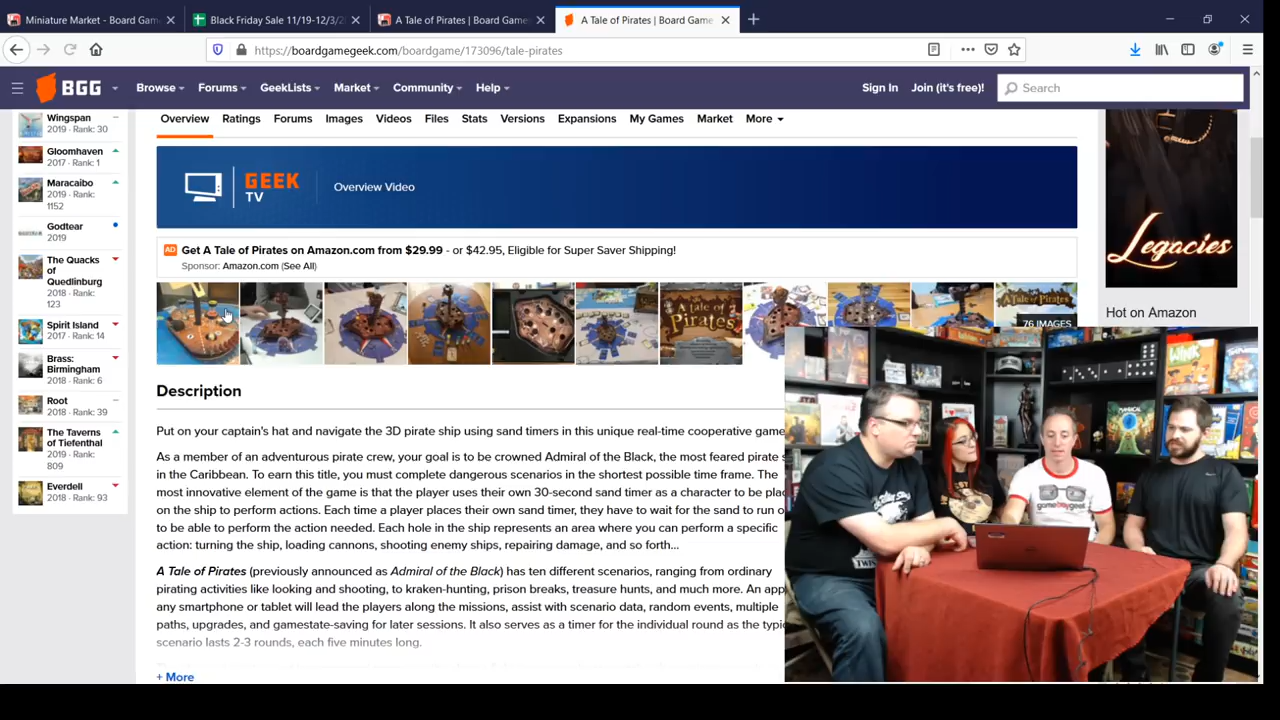 Miniature Market - Board Gam
Black Friday Sale 11/19-12/3/2
A Tale of Pirates | Board Game
A Tale of Pirates | Board Game
https://boardgamegeek.com/boardgame/173096/tale-pirates
BGG
Browse
Forums
GeekLists
Market
Community
Help
Sign In
Join (it's free!)
Search
Overview
Ratings
Forums
Images
Videos
Files
Stats
Versions
Expansions
My Games
Market
More
Wingspan
2019 - Rank: 30
Gloomhaven
2017 - Rank: 1
Maracaibo
2019 - Rank:
1152
Godtear
2019
The Quacks
of
Quedlinburg
2018 - Rank:
123
Spirit Island
2017 - Rank: 14
Brass:
Birmingham
2018 - Rank: 6
Root
2018 - Rank: 39
The Taverns
of Tiefenthal
2019 - Rank:
809
Everdell
2018 - Rank: 93
GEEK
TV
Overview Video
AD
Get A Tale of Pirates on Amazon.com from $29.99 - or $42.95, Eligible for Super Saver Shipping!
Sponsor: Amazon.com (See All)
A Tale of
Pirates
A Tale of Pirates
76 IMAGES
Legacies
Hot on Amazon
Description
Put on your captain's hat and navigate the 3D pirate ship using sand timers in this unique real-time cooperative game
As a member of an adventurous pirate crew, your goal is to be crowned Admiral of the Black, the most feared pirate s
in the Caribbean. To earn this title, you must complete dangerous scenarios in the shortest possible time frame. The
most innovative element of the game is that the player uses their own 30-second sand timer as a character to be plac
on the ship to perform actions. Each time a player places their own sand timer, they have to wait for the sand to run o
to be able to perform the action needed. Each hole in the ship represents an area where you can perform a specific
action: turning the ship, loading cannons, shooting enemy ships, repairing damage, and so forth...
A Tale of Pirates (previously announced as Admiral of the Black) has ten different scenarios, ranging from ordinary
pirating activities like looking and shooting, to kraken-hunting, prison breaks, treasure hunts, and much more. An app
any smartphone or tablet will lead the players along the missions, assist with scenario data, random events, multiple
paths, upgrades, and gamestate-saving for later sessions. It also serves as a timer for the individual round as the typic
scenario lasts 2-3 rounds, each five minutes long.
+ More
WINK
gameboygeek